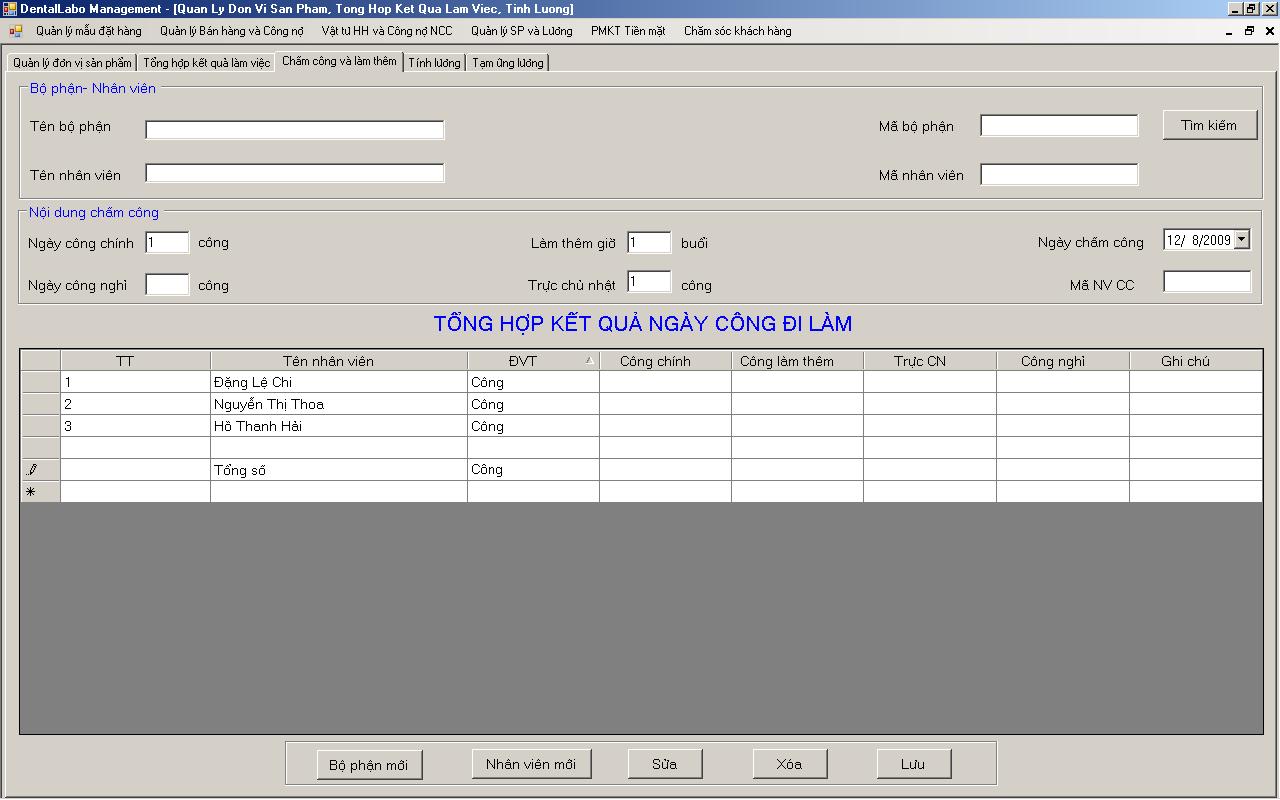 DentalLabo Management - [Quan Ly Don Vi San Pham, Tong Hop Ket Qua Lam Viec, Tinh Luong]
Quản lý mẫu đặt hàng Quản lý Bán hàng và Công nợ Vật tư HH và Công nợ NCC Quản lý SP và Lương PMKT Tiền mặt Chăm sóc khách hàng
Quản lý đơn vị sản phẩm Tổng hợp kết quả làm việc Chấm công và làm thêm Tính lương Tạm ứng lương
Bộ phận- Nhân viên
Tên bộ phận Mã bộ phận Tìm kiếm
Tên nhân viên Mã nhân viên
Nội dung chấm công
Ngày công chính 1 công Làm thêm giờ 1 buổi Ngày chấm công 12/ 8/2009
Ngày công nghỉ công Trực chủ nhật 1 công Mã NV CC
TỔNG HỢP KẾT QUẢ NGÀY CÔNG ĐI LÀM
TT Tên nhân viên ĐVT Công chính Công làm thêm Trực CN Công nghỉ Ghi chú
1 Đặng Lệ Chi Công
2 Nguyễn Thị Thoa Công
3 Hồ Thanh Hải Công
Tổng số Công
Bộ phận mới Nhân viên mới Sửa Xóa Lưu